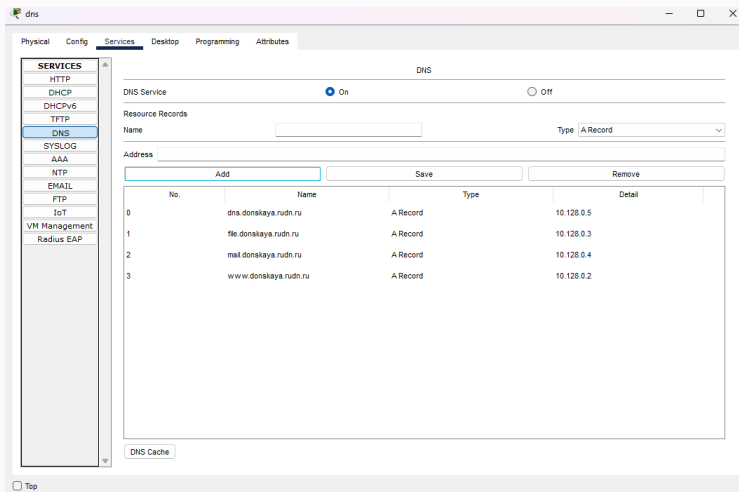 dns
Physical Config Services Desktop Programming Attributes
SERVICES
HTTP
DHCP
DHCPv6
TFTP
DNS
SYSLOG
AAA
NTP
EMAIL
FTP
IoT
VM Management
Radius EAP
DNS
DNS Service On Off
Resource Records
Name Type A Record
Address
Add Save Remove
No. Name Type Detail
0 dns.donskaya.rudn.ru A Record 10.128.0.5
1 file.donskaya.rudn.ru A Record 10.128.0.3
2 mail.donskaya.rudn.ru A Record 10.128.0.4
3 www.donskaya.rudn.ru A Record 10.128.0.2
DNS Cache
Top